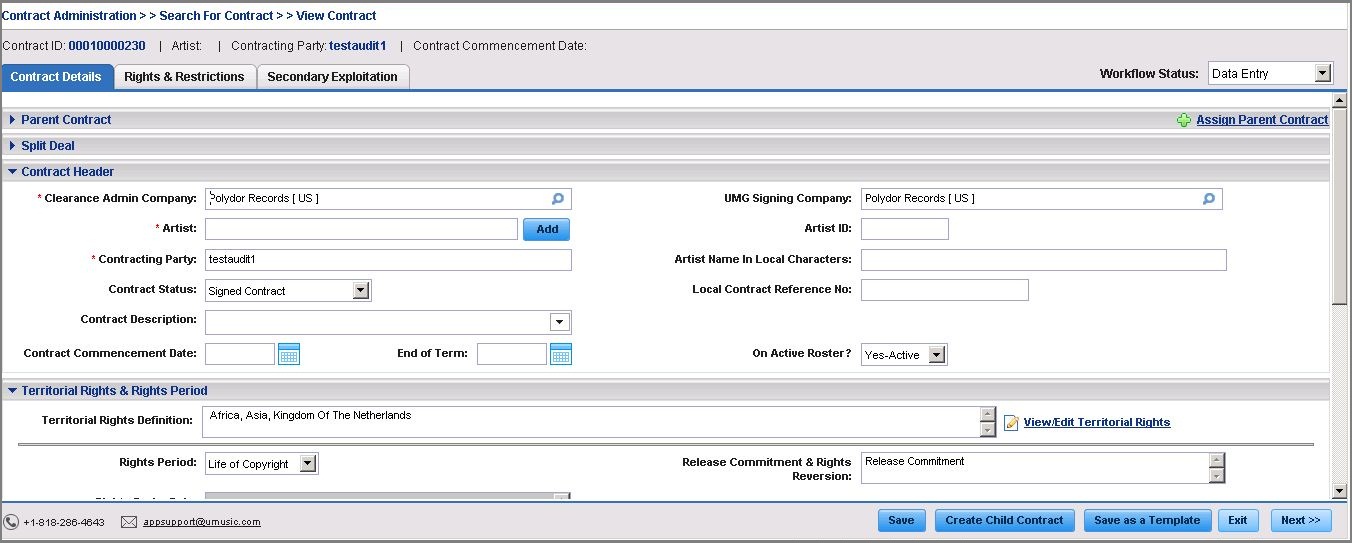 Contract Administration > > Search For Contract > > View Contract
Contract ID: 00010000230 | Artist: | Contracting Party: testaudit1 | Contract Commencement Date:
Contract Details Rights & Restrictions Secondary Exploitation Workflow Status: Data Entry
Parent Contract Assign Parent Contract
Split Deal
Contract Header
* Clearance Admin Company: Polydor Records [ US ] UMG Signing Company: Polydor Records [ US ]
* Artist: Add Artist ID:
* Contracting Party: testaudit1 Artist Name In Local Characters:
Contract Status: Signed Contract Local Contract Reference No:
Contract Description:
Contract Commencement Date: End of Term: On Active Roster? Yes-Active
Territorial Rights & Rights Period
Territorial Rights Definition: Africa, Asia, Kingdom Of The Netherlands View/Edit Territorial Rights
Rights Period: Life of Copyright Release Commitment & Rights Reversion: Release Commitment
+1-818-286-4643 appsupport@umusic.com Save Create Child Contract Save as a Template Exit Next >>